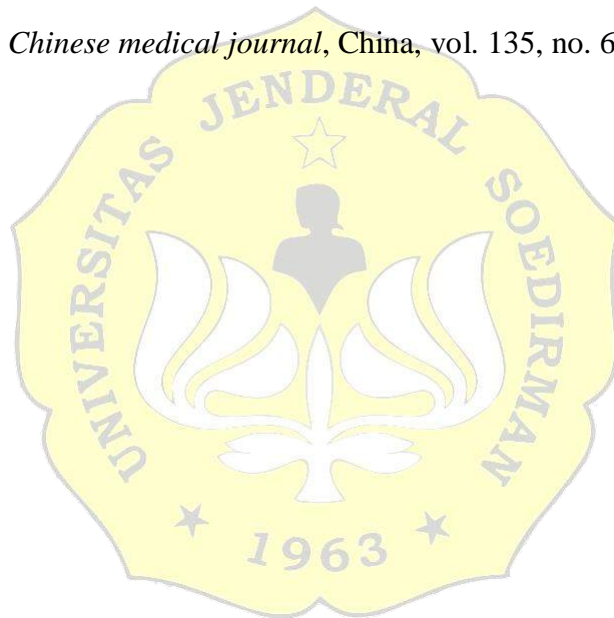 Chinese medical journal, China, vol. 135, no. 6
UNIVERSITAS JENDERAL SOEDIRMAN
1963